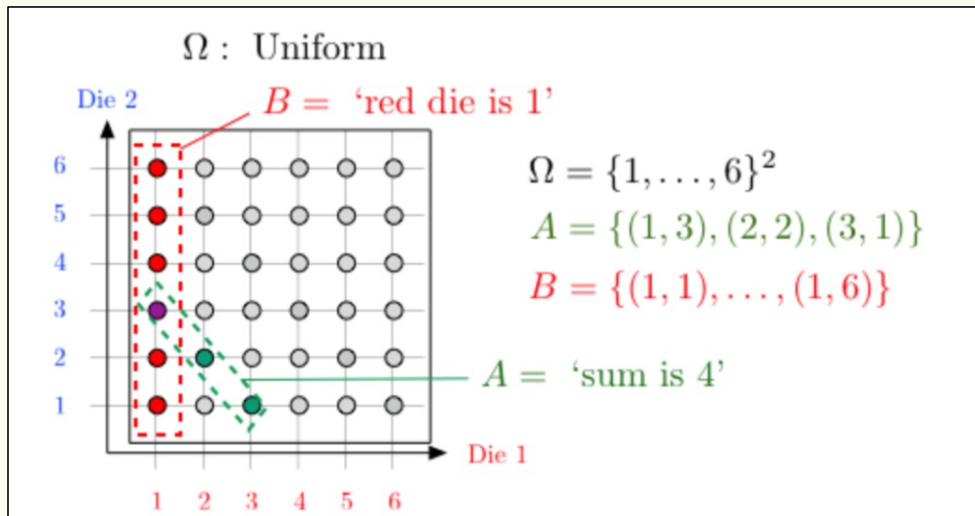 Ω : Uniform
Die 2
B = ‘red die is 1’
6
5
4
3
2
1
Ω = {1, . . . , 6}²
A = {(1, 3), (2, 2), (3, 1)}
B = {(1, 1), . . . , (1, 6)}
A = ‘sum is 4’
Die 1
1 2 3 4 5 6